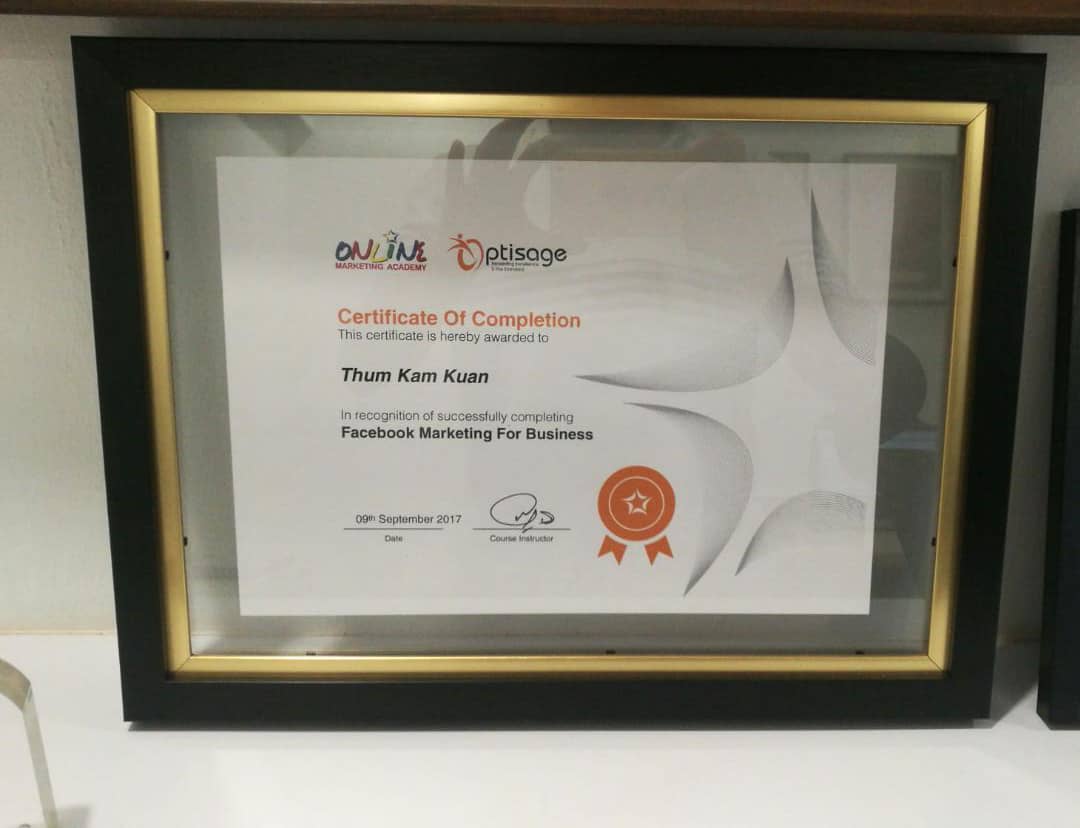 ONLINE
MARKETING ACADEMY
Optisage
Certificate Of Completion
This certificate is hereby awarded to
Thum Kam Kuan
In recognition of successfully completing
Facebook Marketing For Business
09th September 2017
Date
Course Instructor